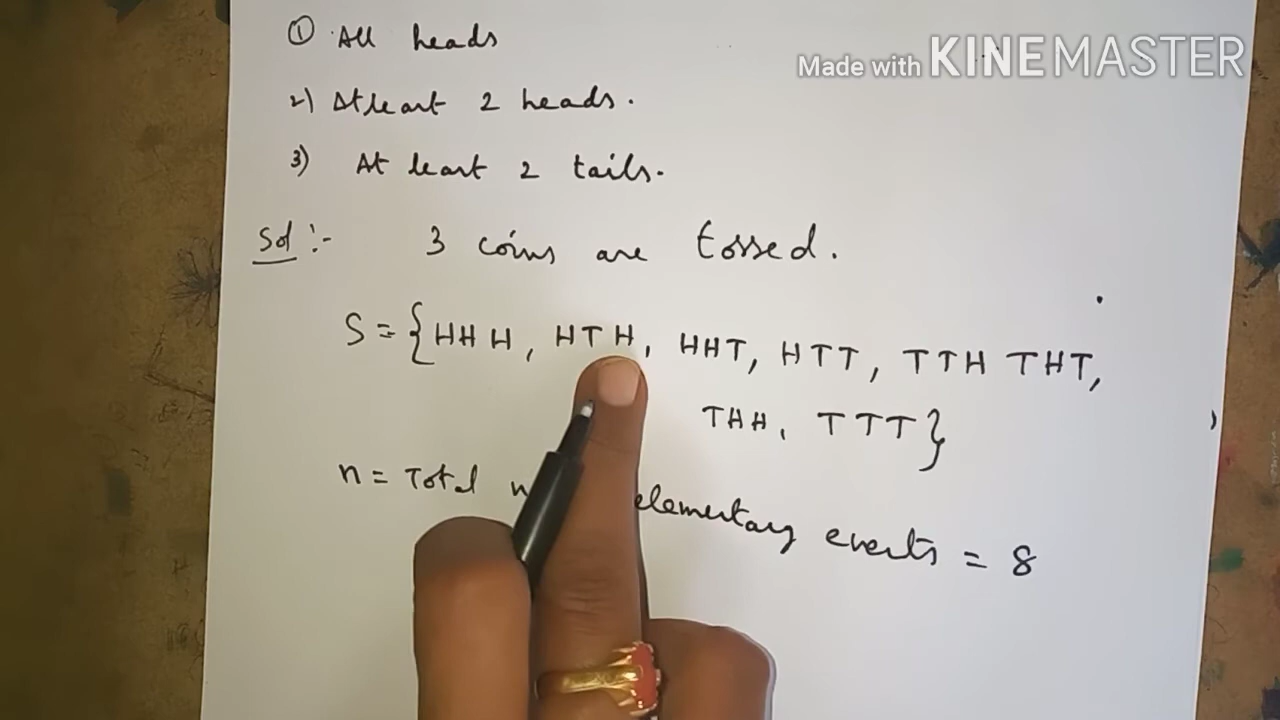 ① All heads
Made with KINEMASTER
2) Atleast 2 heads.
3) At least 2 tails.
Sol :- 3 coins are tossed.
S = { HHH, HTH, HHT, HTT, TTH THT,
THH, TTT }
n = Total elementary events = 8